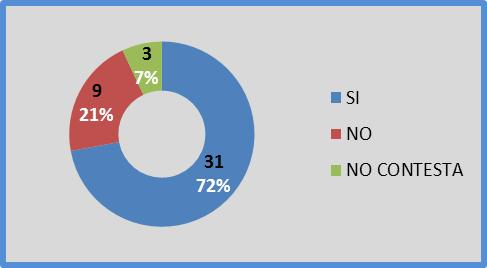 3
7%
9
21%
31
72%
SI
NO
NO CONTESTA